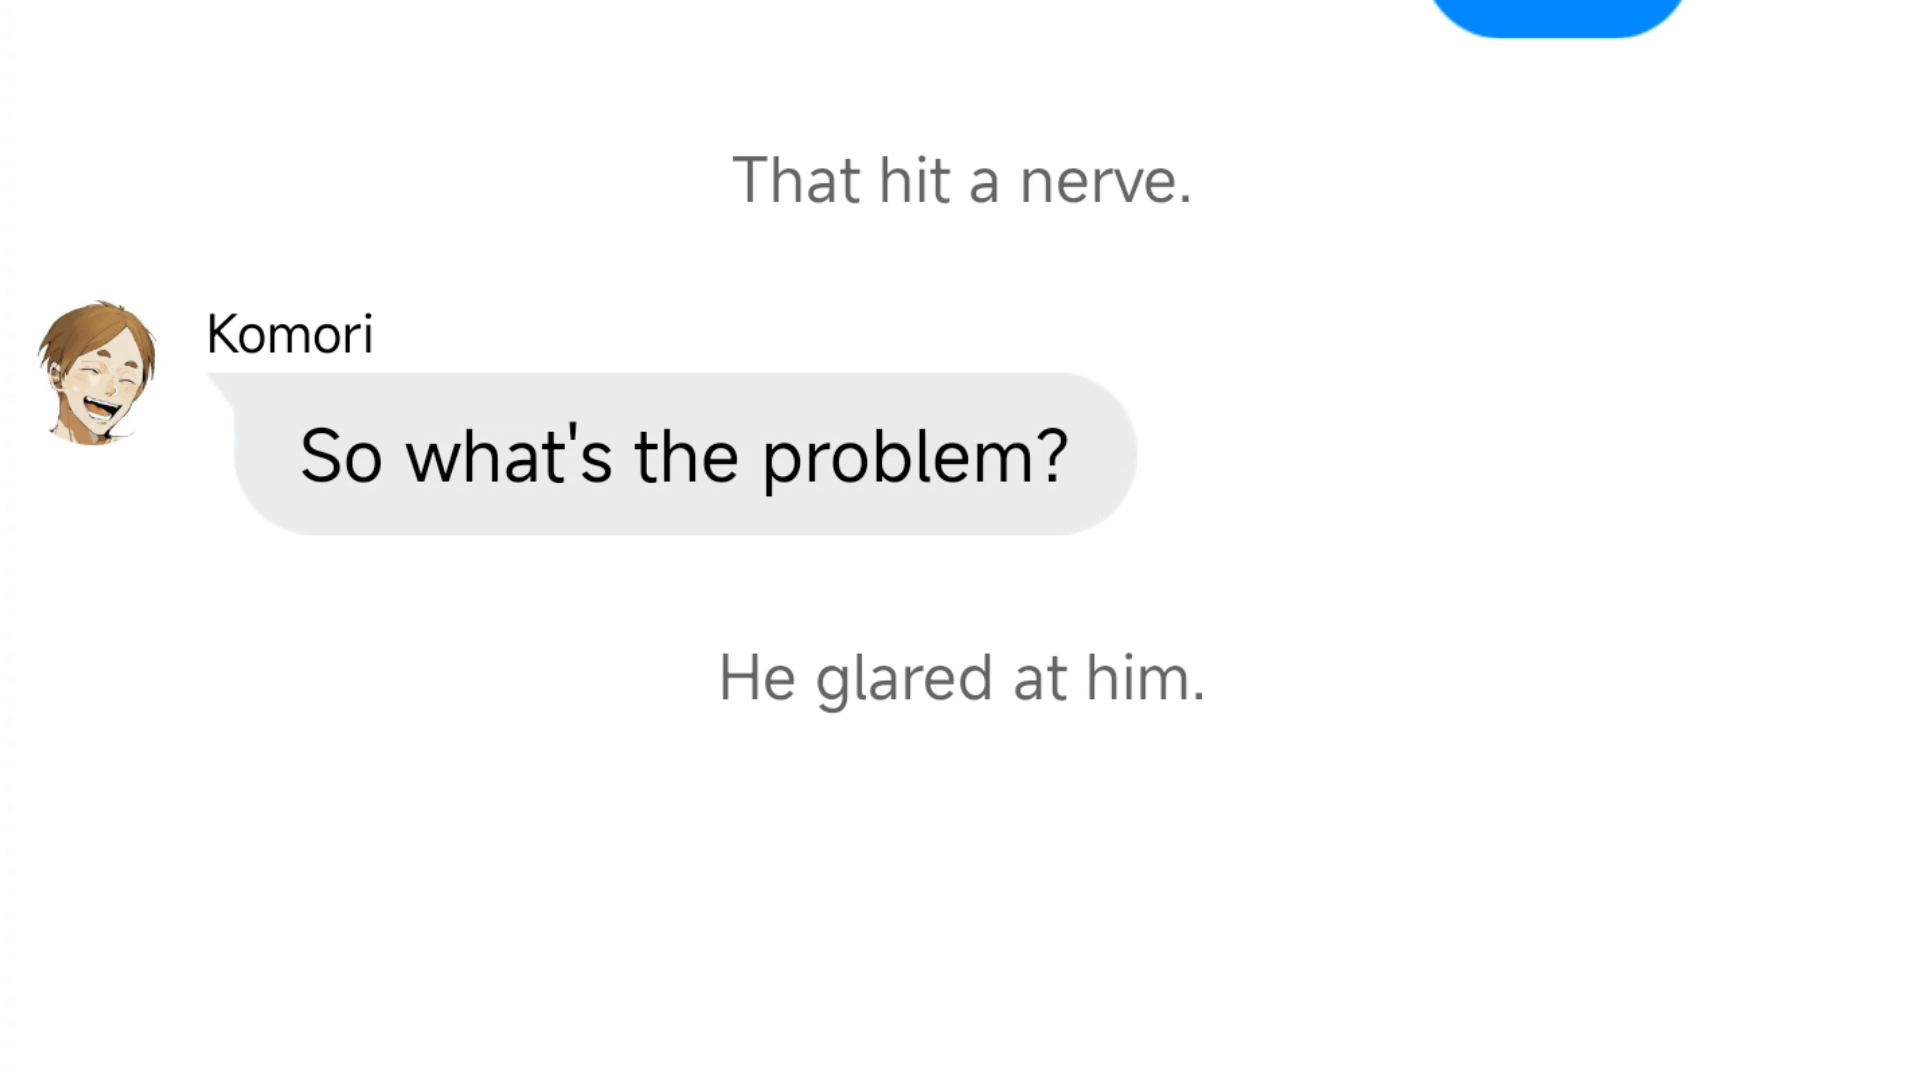 That hit a nerve.
Komori
So what's the problem?
He glared at him.